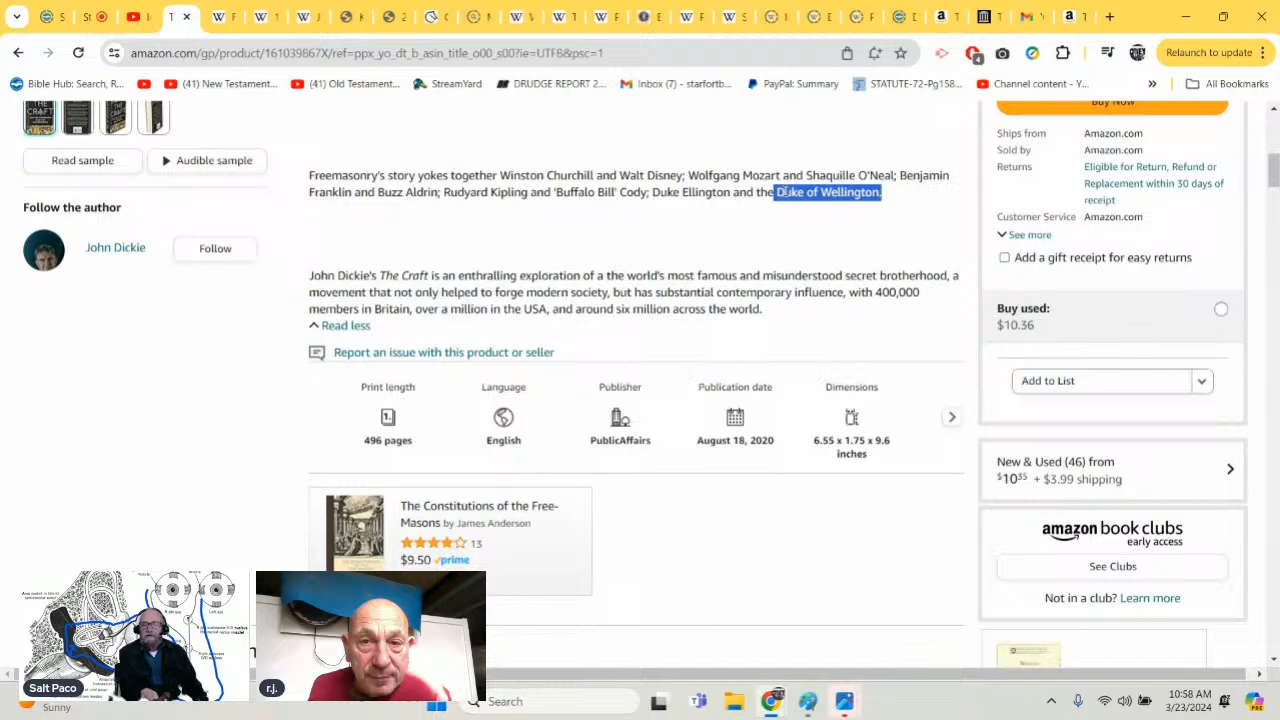 amazon.com/gp/product/161039867X/ref=ppx_yo_dt_b_asin_title_o00_s00?ie=UTF8&psc=1
Relaunch to update
4
Bible Hub: Search, R...
(41) New Testament...
(41) Old Testament...
StreamYard
DRUDGE REPORT 2...
Inbox (7) - starfortb...
PayPal: Summary
STATUTE-72-Pg158...
Channel content - Y...
All Bookmarks
THE
CRAFT
Read sample
Audible sample
Follow the author
John Dickie
Follow
Freemasonry's story yokes together Winston Churchill and Walt Disney; Wolfgang Mozart and Shaquille O'Neal; Benjamin
Franklin and Buzz Aldrin; Rudyard Kipling and 'Buffalo Bill' Cody; Duke Ellington and the Duke of Wellington.
John Dickie's The Craft is an enthralling exploration of a the world's most famous and misunderstood secret brotherhood, a
movement that not only helped to forge modern society, but has substantial contemporary influence, with 400,000
members in Britain, over a million in the USA, and around six million across the world.
Read less
Report an issue with this product or seller
Print length
Language
Publisher
Publication date
Dimensions
496 pages
English
PublicAffairs
August 18, 2020
6.55 x 1.75 x 9.6
inches
The Constitutions of the Free-
Masons by James Anderson
13
$9.50 prime
Buy Now
Ships from Amazon.com
Sold by Amazon.com
Returns Eligible for Return, Refund or
Replacement within 30 days of
receipt
Customer Service Amazon.com
See more
Add a gift receipt for easy returns
Buy used:
$10.36
Add to List
New & Used (46) from
$10.35 + $3.99 shipping
amazon book clubs
early access
See Clubs
Not in a club? Learn more
Right eye
Left eye
Salt Paco
r.j.
Sunny
Search
10:58 AM
3/23/2024